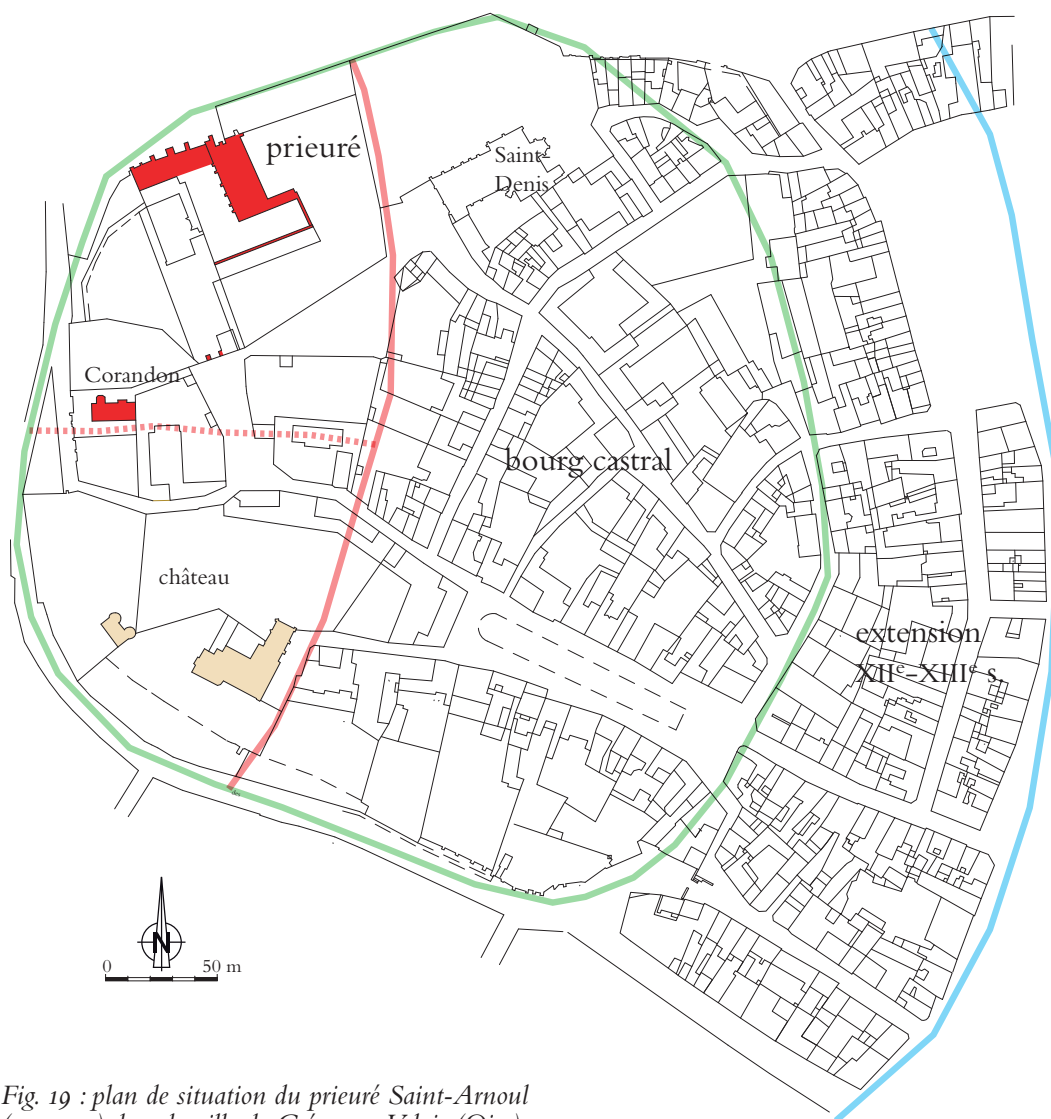 prieuré
Saint-
Denis
Corandon
bourg castral
château
extension
XIIᵉ-XIIIᵉ s.
N
0 50 m
Fig. 19 : plan de situation du prieuré Saint-Arnoul